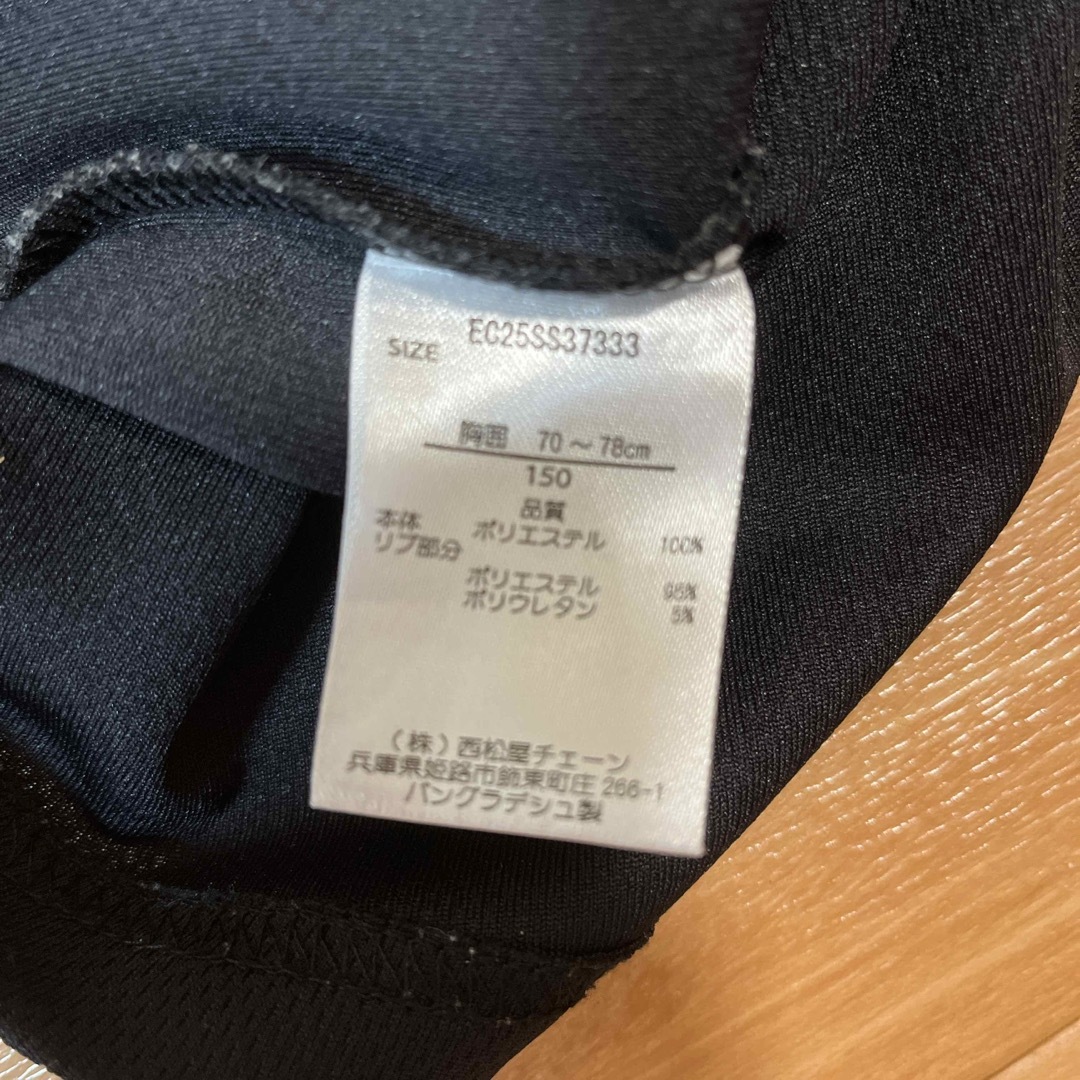 EC25SS37333
SIZE
胸囲 70～78cm
150
品質
本体 ポリエステル 100%
リブ部分
ポリエステル 95%
ポリウレタン 5%
(株)西松屋チェーン
兵庫県姫路市飾東町庄266-1
バングラデシュ製